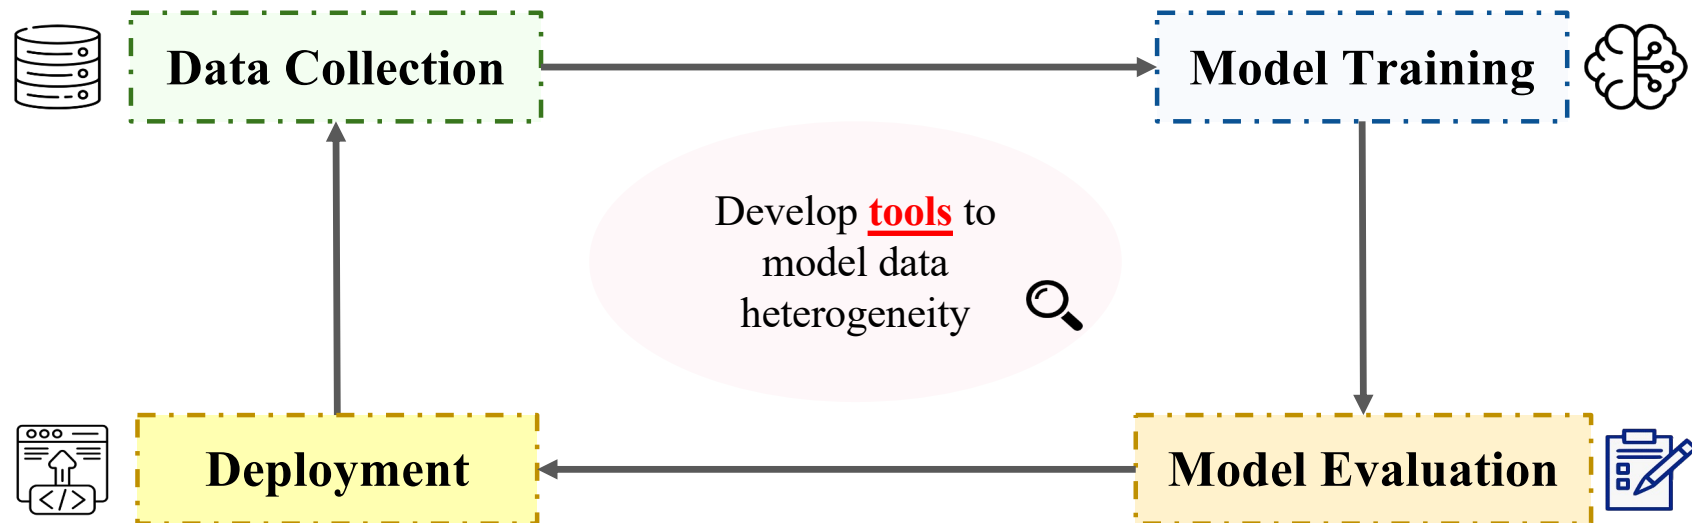 Data Collection
Model Training
Develop tools to
model data
heterogeneity
Deployment
Model Evaluation